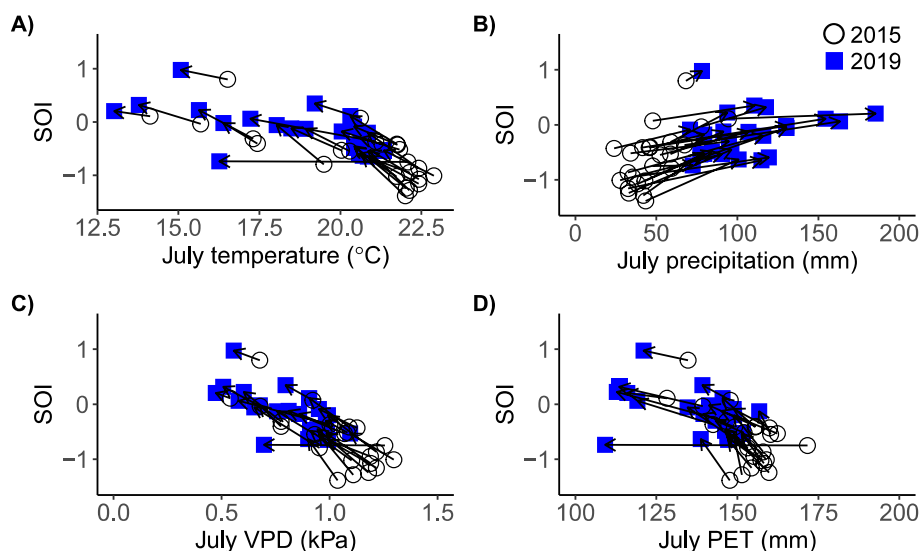 A)
B)
2015
2019
SOI
1
0
−1
12.5
15.0
17.5
20.0
22.5
July temperature (°C)
SOI
1
0
−1
0
50
100
150
200
July precipitation (mm)
C)
D)
SOI
1
0
−1
0.0
0.5
1.0
1.5
July VPD (kPa)
SOI
1
0
−1
100
125
150
175
200
July PET (mm)